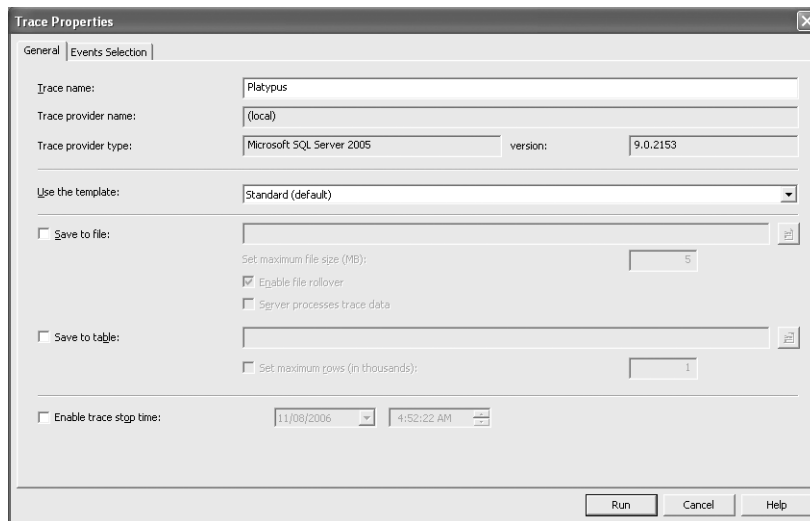 Trace Properties
General Events Selection
Trace name: Platypus
Trace provider name: (local)
Trace provider type: Microsoft SQL Server 2005 version: 9.0.2153
Use the template: Standard (default)
Save to file:
Set maximum file size (MB): 5
Enable file rollover
Server processes trace data
Save to table:
Set maximum rows (in thousands): 1
Enable trace stop time: 11/08/2006 4:52:22 AM
Run Cancel Help